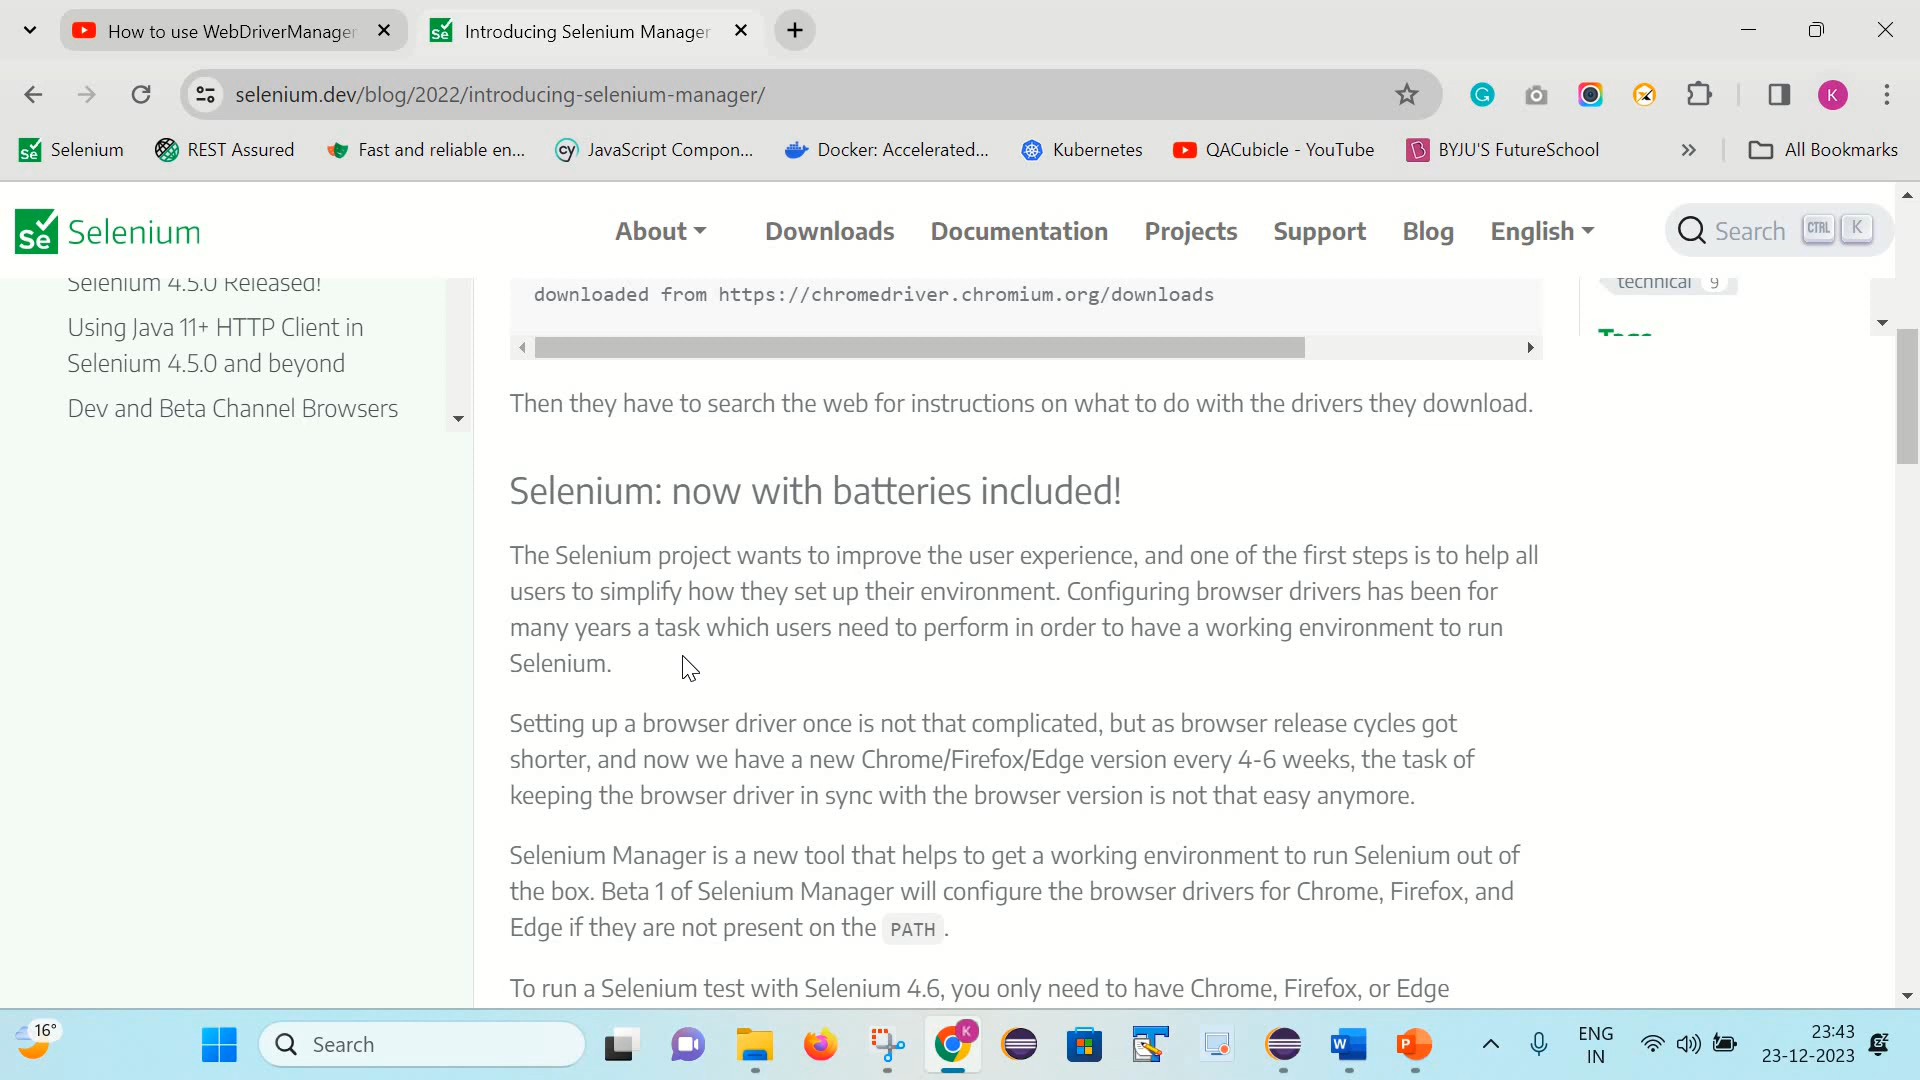 How to use WebDriverManager
Introducing Selenium Manager
selenium.dev/blog/2022/introducing-selenium-manager/
K
Selenium
REST Assured
Fast and reliable en...
cy JavaScript Compon...
Docker: Accelerated...
Kubernetes
QACubicle - YouTube
BYJU'S FutureSchool
»
All Bookmarks
Se Selenium
About
Downloads
Documentation
Projects
Support
Blog
English
Search CTRL K
Selenium 4.5.0 Released!
Using Java 11+ HTTP Client in
Selenium 4.5.0 and beyond
Dev and Beta Channel Browsers
downloaded from https://chromedriver.chromium.org/downloads
technical 9
Tags
Then they have to search the web for instructions on what to do with the drivers they download.
Selenium: now with batteries included!
The Selenium project wants to improve the user experience, and one of the first steps is to help all
users to simplify how they set up their environment. Configuring browser drivers has been for
many years a task which users need to perform in order to have a working environment to run
Selenium.
Setting up a browser driver once is not that complicated, but as browser release cycles got
shorter, and now we have a new Chrome/Firefox/Edge version every 4-6 weeks, the task of
keeping the browser driver in sync with the browser version is not that easy anymore.
Selenium Manager is a new tool that helps to get a working environment to run Selenium out of
the box. Beta 1 of Selenium Manager will configure the browser drivers for Chrome, Firefox, and
Edge if they are not present on the PATH.
To run a Selenium test with Selenium 4.6, you only need to have Chrome, Firefox, or Edge
16°
Search
ENG
IN
23:43
23-12-2023